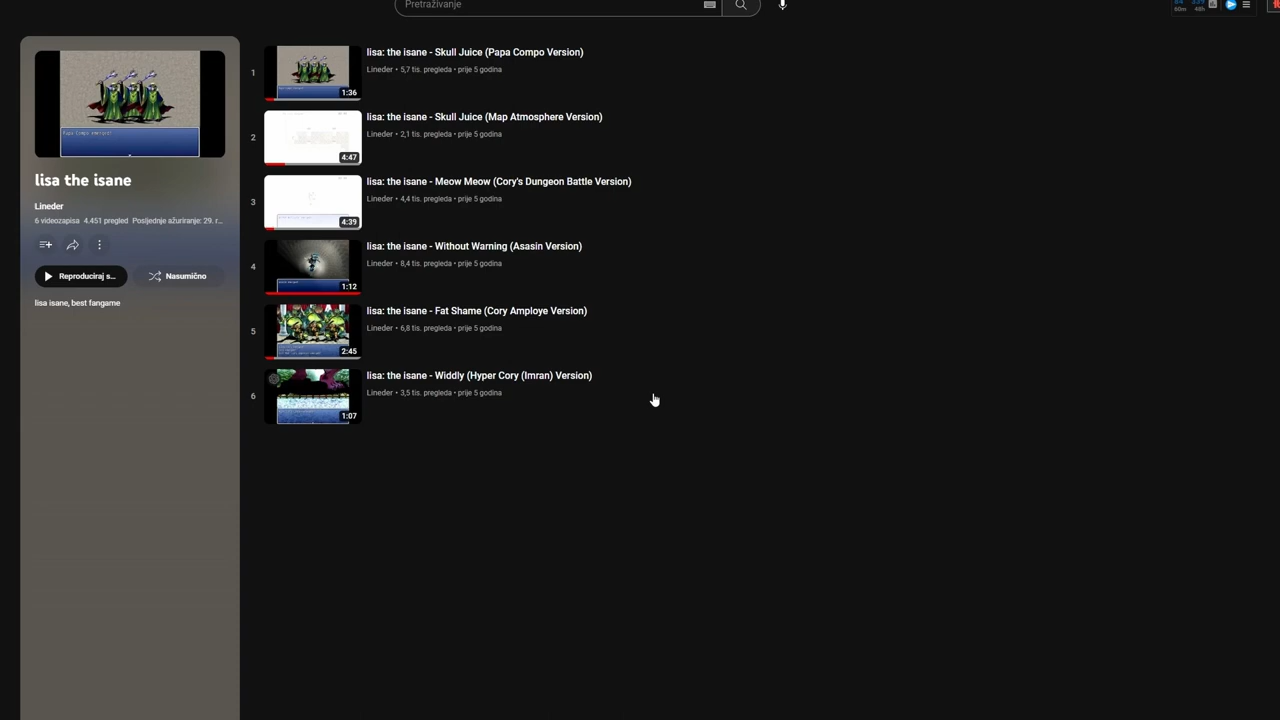 Pretraživanje
60m 48h
lisa the isane
Lineder
6 videozapisa 4.451 pregled Posljednje ažuriranje: 29. r...
Reproduciraj s... Nasumično
lisa isane, best fangame
1
1:36
lisa: the isane - Skull Juice (Papa Compo Version)
Lineder • 5,7 tis. pregleda • prije 5 godina
2
4:47
lisa: the isane - Skull Juice (Map Atmosphere Version)
Lineder • 2,1 tis. pregleda • prije 5 godina
3
4:39
lisa: the isane - Meow Meow (Cory's Dungeon Battle Version)
Lineder • 4,4 tis. pregleda • prije 5 godina
4
1:12
lisa: the isane - Without Warning (Asasin Version)
Lineder • 8,4 tis. pregleda • prije 5 godina
5
2:45
lisa: the isane - Fat Shame (Cory Amploye Version)
Lineder • 6,8 tis. pregleda • prije 5 godina
6
1:07
lisa: the isane - Widdly (Hyper Cory (Imran) Version)
Lineder • 3,5 tis. pregleda • prije 5 godina